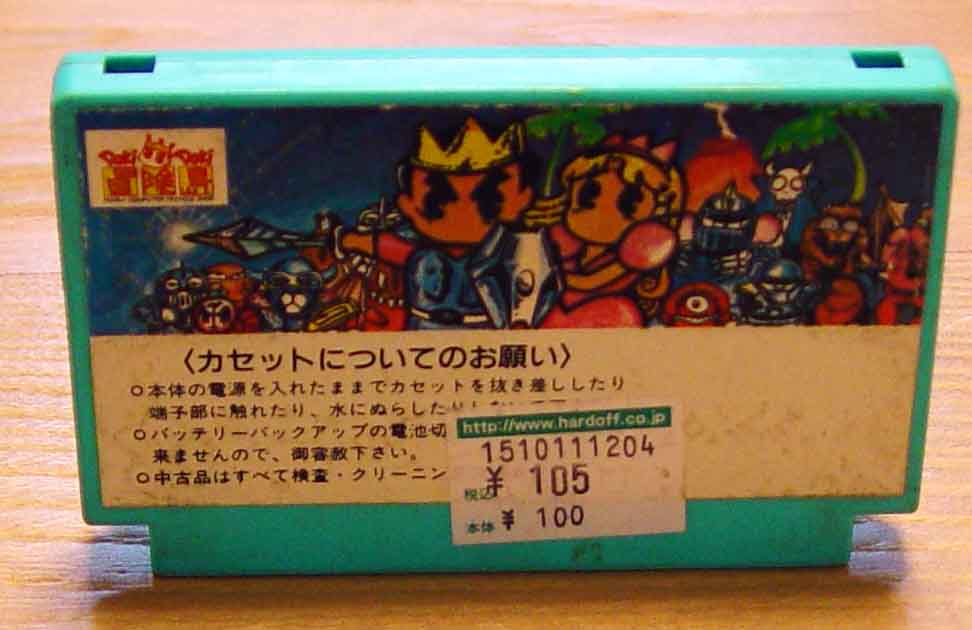 Doki Doki
冒険島
〈カセットについてのお願い〉
○本体の電源を入れたままでカセットを抜き差ししたり
端子部に触れたり、水にぬらしたり
○バッテリーバックアップの電池切
来ませんので、御容赦下さい。
○中古品はすべて検査・クリーニン
http://www.hardoff.co.jp
1510111204
税込 ¥ 105
本体 ¥ 100